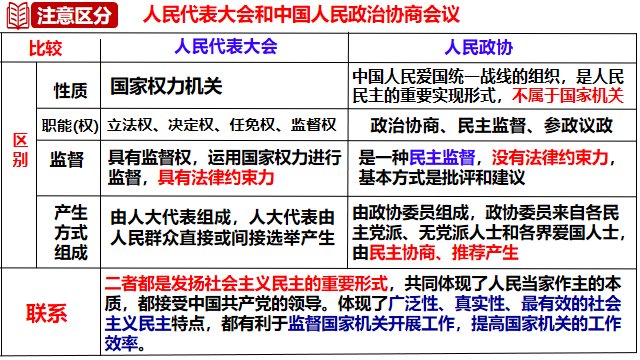 注意区分
人民代表大会和中国人民政治协商会议
比较
人民代表大会
人民政协
区别
性质
国家权力机关
中国人民爱国统一战线的组织，是人民
民主的重要实现形式，不属于国家机关
职能(权)
立法权、决定权、任免权、监督权
政治协商、民主监督、参政议政
监督
具有监督权，运用国家权力进行
监督，具有法律约束力
是一种民主监督，没有法律约束力，
基本方式是批评和建议
产生
方式
组成
由人大代表组成，人大代表由
人民群众直接或间接选举产生
由政协委员组成，政协委员来自各民
主党派、无党派人士和各界爱国人士，
由民主协商、推荐产生
联系
二者都是发扬社会主义民主的重要形式，共同体现了人民当家作主的本
质，都接受中国共产党的领导。体现了广泛性、真实性、最有效的社会
主义民主特点，都有利于监督国家机关开展工作，提高国家机关的工作
效率。